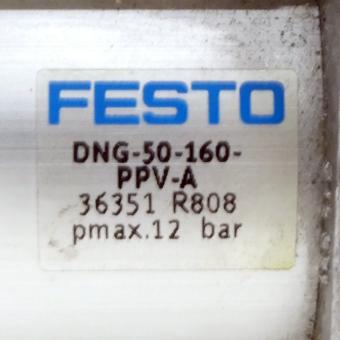 FESTO
DNG-50-160-
PPV-A
36351 R808
pmax.12 bar